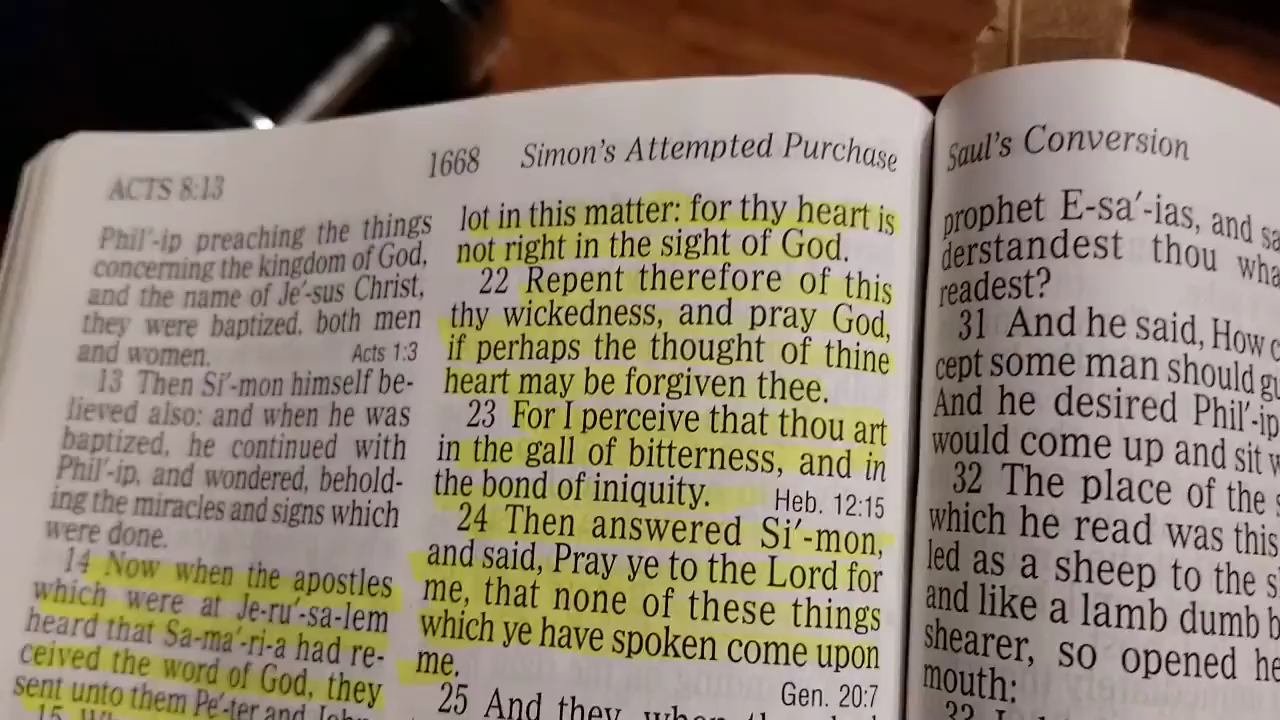 ACTS 8:13
1668
Simon's Attempted Purchase
Phil′-ip preaching the things
concerning the kingdom of God,
and the name of Je′-sus Christ,
they were baptized, both men
and women. Acts 1:3
13 Then Si′-mon himself be-
lieved also: and when he was
baptized, he continued with
Phil′-ip, and wondered, behold-
ing the miracles and signs which
were done.
14 Now when the apostles
which were at Je-ru′-sa-lem
heard that Sa-ma′-ri-a had re-
ceived the word of God, they
sent unto them Pe′-ter and John
15
lot in this matter: for thy heart is
not right in the sight of God.
22 Repent therefore of this
thy wickedness, and pray God,
if perhaps the thought of thine
heart may be forgiven thee.
23 For I perceive that thou art
in the gall of bitterness, and in
the bond of iniquity. Heb. 12:15
24 Then answered Si′-mon,
and said, Pray ye to the Lord for
me, that none of these things
which ye have spoken come upon
me.
Gen. 20:7
25 And they, when
Saul's Conversion
prophet E-sa′-ias, and
derstandest thou
readest?
31 And he said, How
cept some man should
And he desired Phil′-ip
would come up and sit
32 The place of the
which he read was this
led as a sheep to the
and like a lamb dumb
shearer, so opened he
mouth: